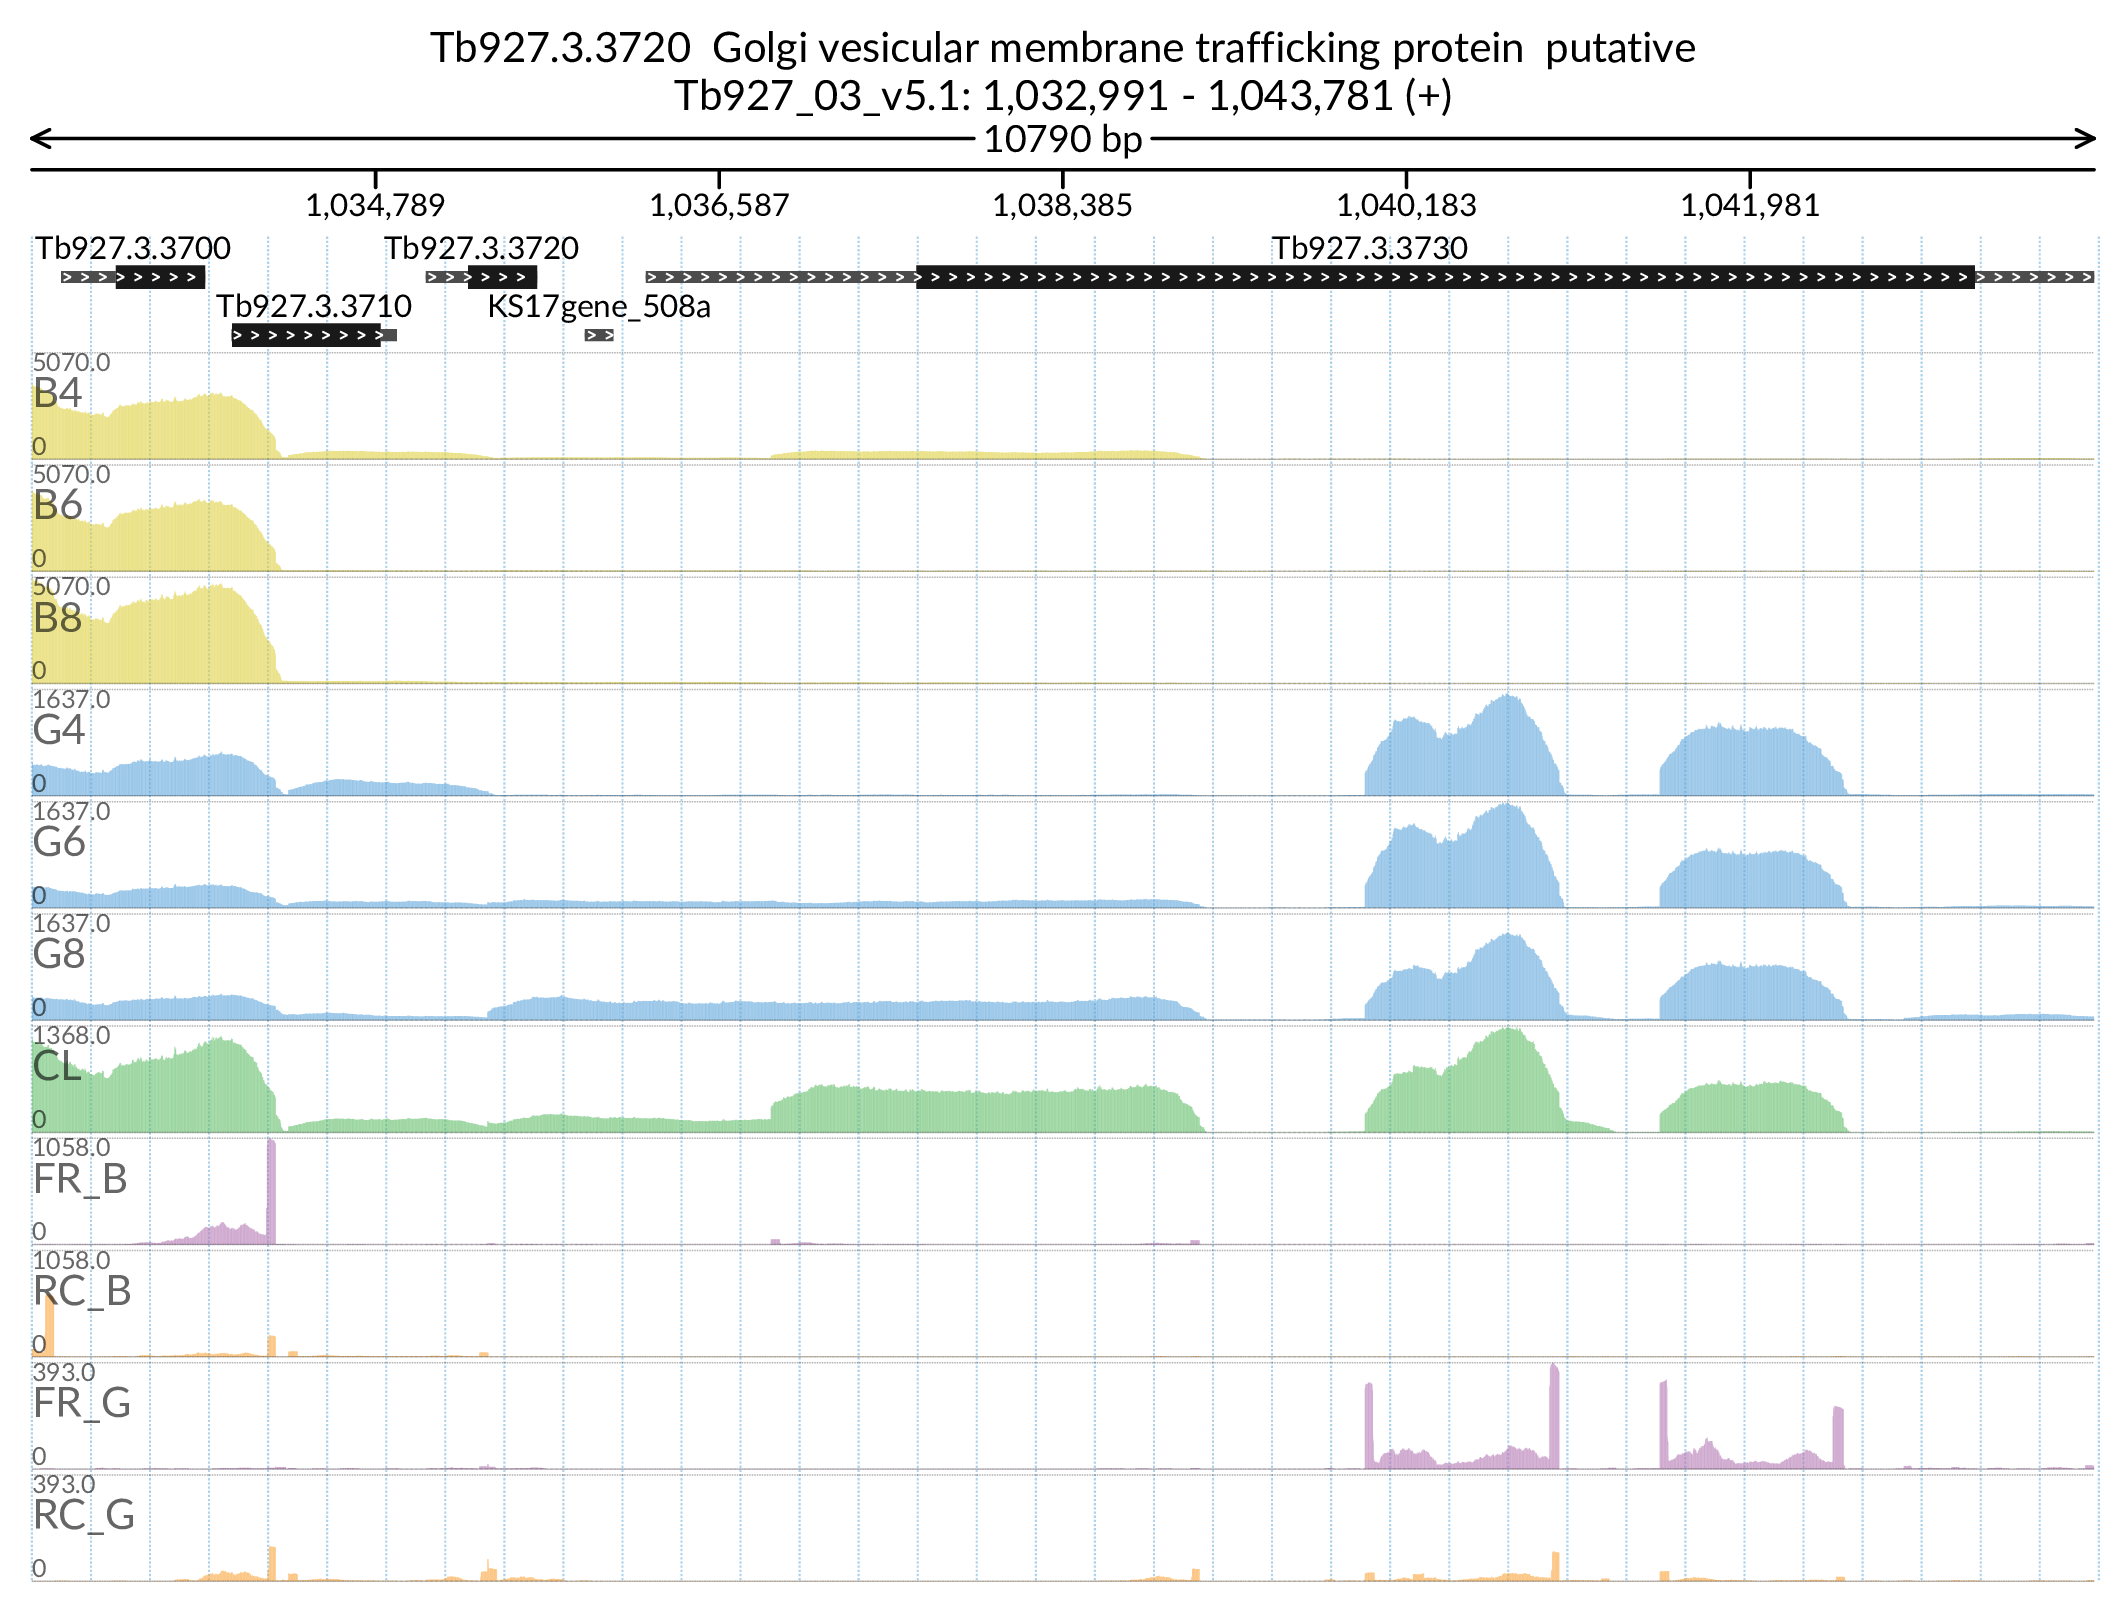 Tb927.3.3720  Golgi vesicular membrane trafficking protein  putative
Tb927_03_v5.1: 1,032,991 - 1,043,781 (+)
10790 bp
1,034,789 1,036,587 1,038,385 1,040,183 1,041,981
Tb927.3.3700 Tb927.3.3720 Tb927.3.3730
Tb927.3.3710 KS17gene_508a
5070.0
B4
0
5070.0
B6
0
5070.0
B8
0
1637.0
G4
0
1637.0
G6
0
1637.0
G8
0
1368.0
CL
0
1058.0
FR_B
0
1058.0
RC_B
0
393.0
FR_G
0
393.0
RC_G
0